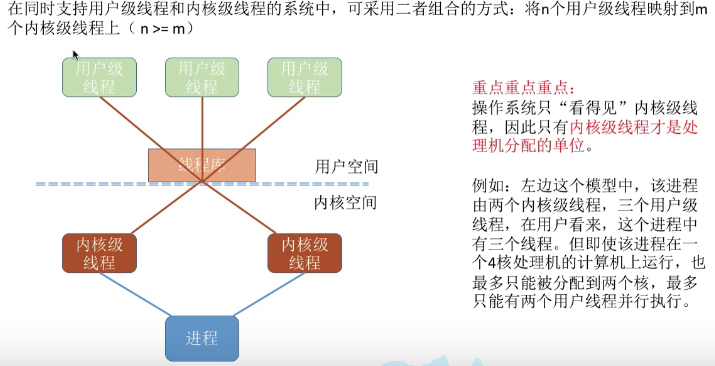 在同时支持用户级线程和内核级线程的系统中，可采用二者组合的方式：将n个用户级线程映射到m
个内核级线程上（ n >= m）
用户级
线程
用户级
线程
用户级
线程
线程库
用户空间
内核空间
内核级
线程
内核级
线程
进程
重点重点重点：
操作系统只“看得见”内核级线
程，因此只有内核级线程才是处
理机分配的单位。
例如：左边这个模型中，该进程
由两个内核级线程，三个用户级
线程，在用户看来，这个进程中
有三个线程。但即使该进程在一
个4核处理机的计算机上运行，也
最多只能被分配到两个核，最多
只能有两个用户线程并行执行。